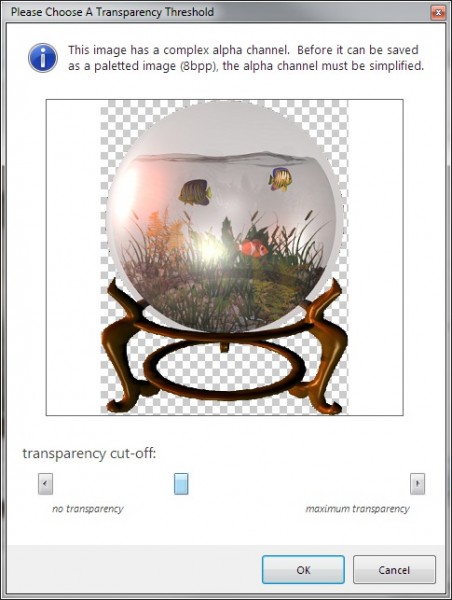 Please Choose A Transparency Threshold
This image has a complex alpha channel.  Before it can be saved
as a paletted image (8bpp), the alpha channel must be simplified.
transparency cut-off:
no transparency
maximum transparency
OK
Cancel